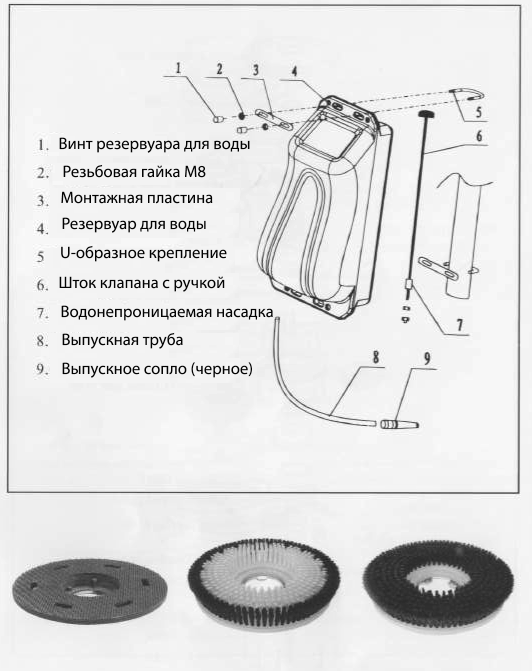 1 2 3 4
5
6
1. Винт резервуара для воды
2. Резьбовая гайка М8
3. Монтажная пластина
4. Резервуар для воды
5 U-образное крепление
6. Шток клапана с ручкой
7. Водонепроницаемая насадка
8. Выпускная труба
9. Выпускное сопло (черное)
7
8 9